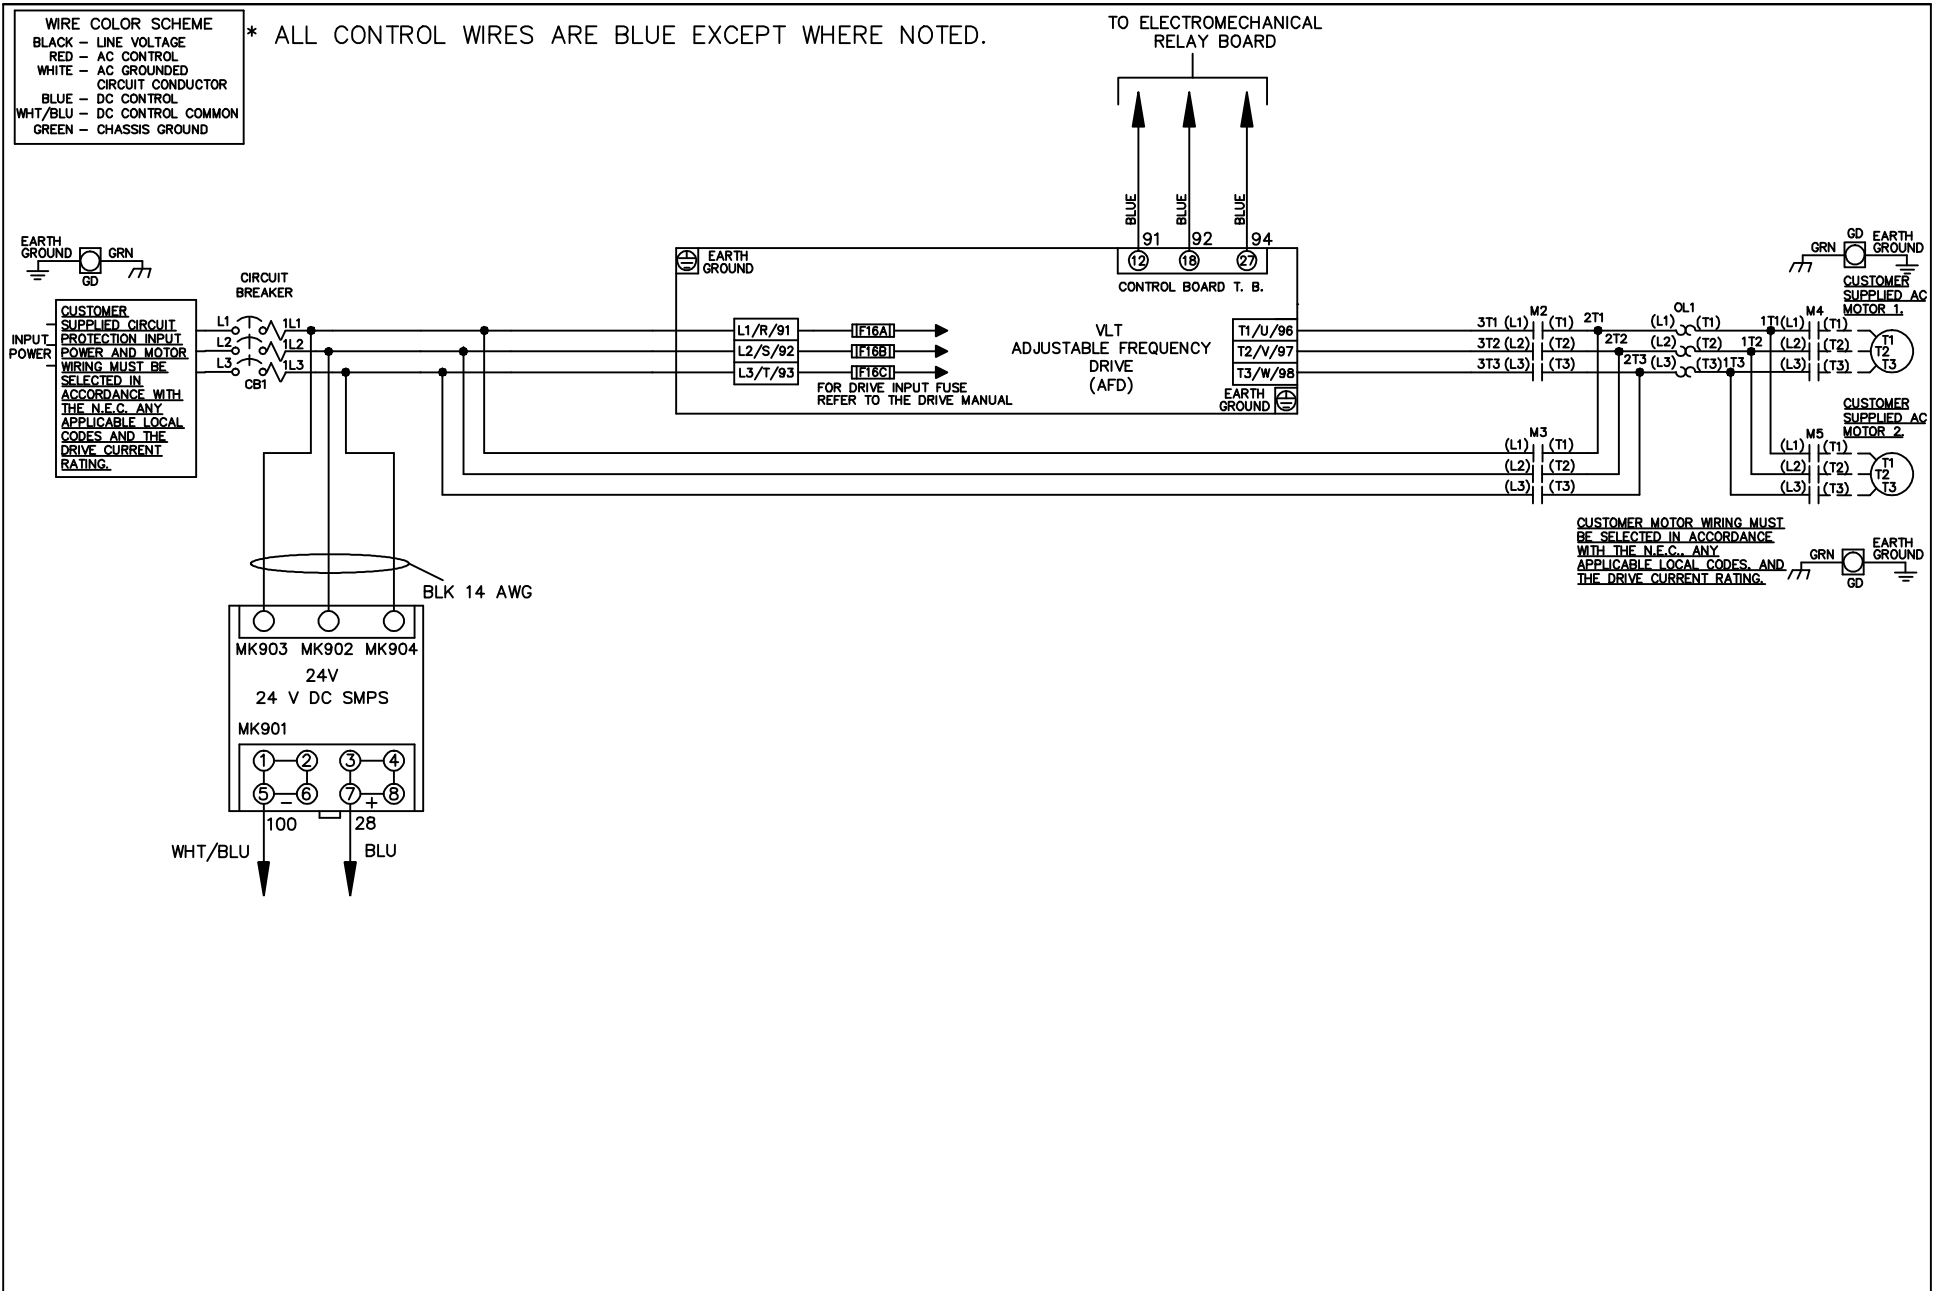 WIRE COLOR SCHEME
BLACK – LINE VOLTAGE
RED – AC CONTROL
WHITE – AC GROUNDED
CIRCUIT CONDUCTOR
BLUE – DC CONTROL
WHT/BLU – DC CONTROL COMMON
GREEN – CHASSIS GROUND
* ALL CONTROL WIRES ARE BLUE EXCEPT WHERE NOTED.
TO ELECTROMECHANICAL
RELAY BOARD
BLUE
BLUE
BLUE
91 92 94
12 18 27
CONTROL BOARD T. B.
EARTH
GROUND
GRN
GD
INPUT
POWER
CUSTOMER
SUPPLIED CIRCUIT
PROTECTION INPUT
POWER AND MOTOR
WIRING MUST BE
SELECTED IN
ACCORDANCE WITH
THE N.E.C. ANY
APPLICABLE LOCAL
CODES AND THE
DRIVE CURRENT
RATING.
CIRCUIT
BREAKER
L1 1L1
L2 1L2
L3 1L3
CB1
EARTH
GROUND
L1/R/91
L2/S/92
L3/T/93
F16A
F16B
F16C
FOR DRIVE INPUT FUSE
REFER TO THE DRIVE MANUAL
VLT
ADJUSTABLE FREQUENCY
DRIVE
(AFD)
T1/U/96
T2/V/97
T3/W/98
EARTH
GROUND
M2
3T1 (L1) (T1) 2T1
3T2 (L2) (T2) 2T2
3T3 (L3) (T3) 2T3
OL1
(L1) (T1) 1T1
(L2) (T2) 1T2
(L3) (T3) 1T3
M4
(L1) (T1)
(L2) (T2)
(L3) (T3)
GRN
GD
EARTH
GROUND
CUSTOMER
SUPPLIED AC
MOTOR 1.
T1
T2
T3
M3
(L1) (T1)
(L2) (T2)
(L3) (T3)
M5
(L1) (T1)
(L2) (T2)
(L3) (T3)
CUSTOMER
SUPPLIED AC
MOTOR 2.
T1
T2
T3
CUSTOMER MOTOR WIRING MUST
BE SELECTED IN ACCORDANCE
WITH THE N.E.C., ANY
APPLICABLE LOCAL CODES, AND
THE DRIVE CURRENT RATING.
GRN
GD
EARTH
GROUND
BLK 14 AWG
MK903 MK902 MK904
24V
24 V DC SMPS
MK901
1 2 3 4
5 6 7 8
– +
100 28
WHT/BLU BLU